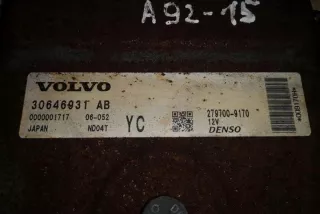 A92-15
VOLVO
30646931 AB
0000001717 06-052
JAPAN ND04T
YC
279700-9170
12V
DENSO